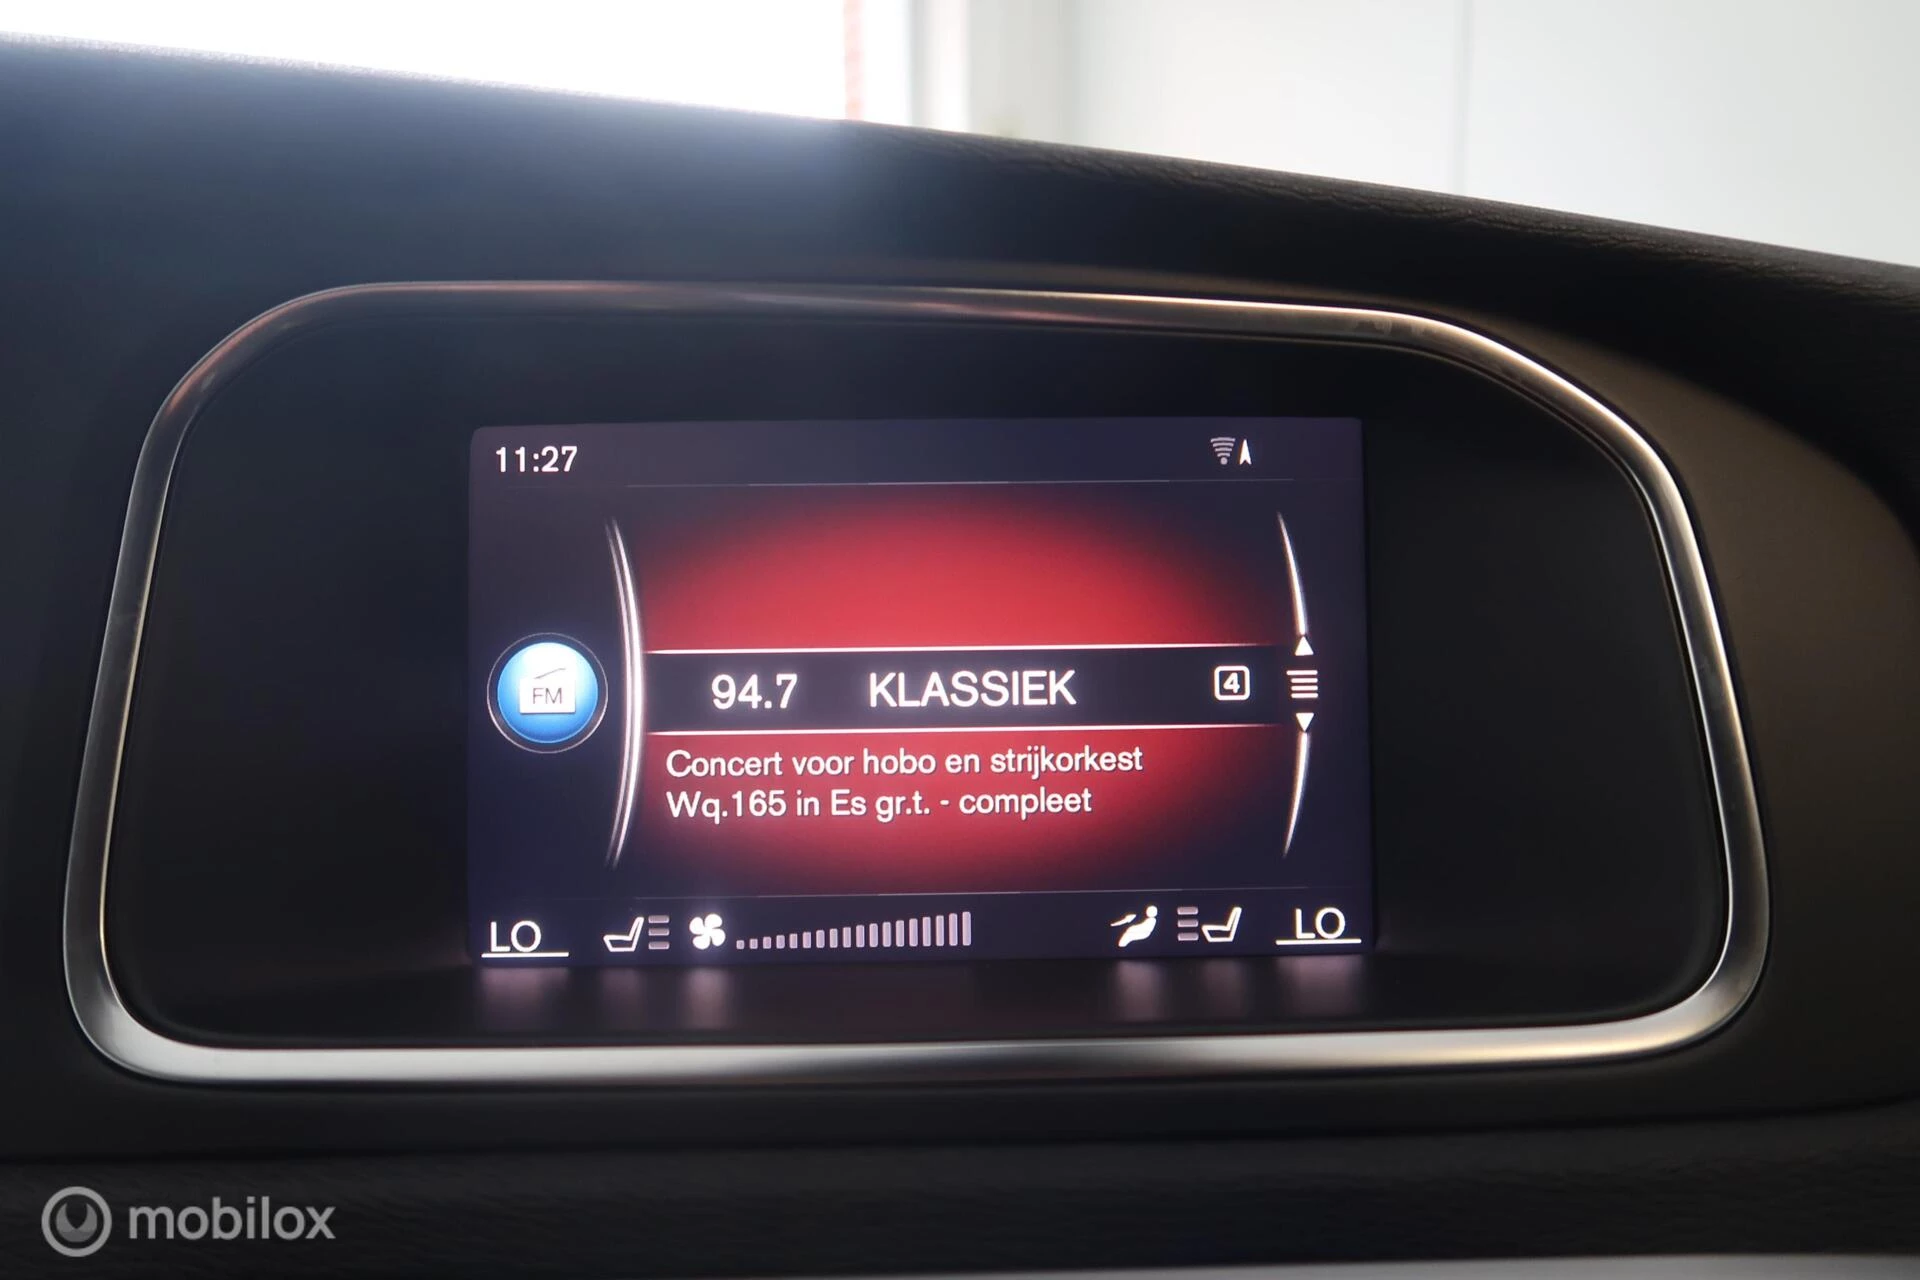 11:27
FM
94.7 KLASSIEK 4
Concert voor hobo en strijkorkest
Wq.165 in Es gr.t. - compleet
LO LO
mobilox